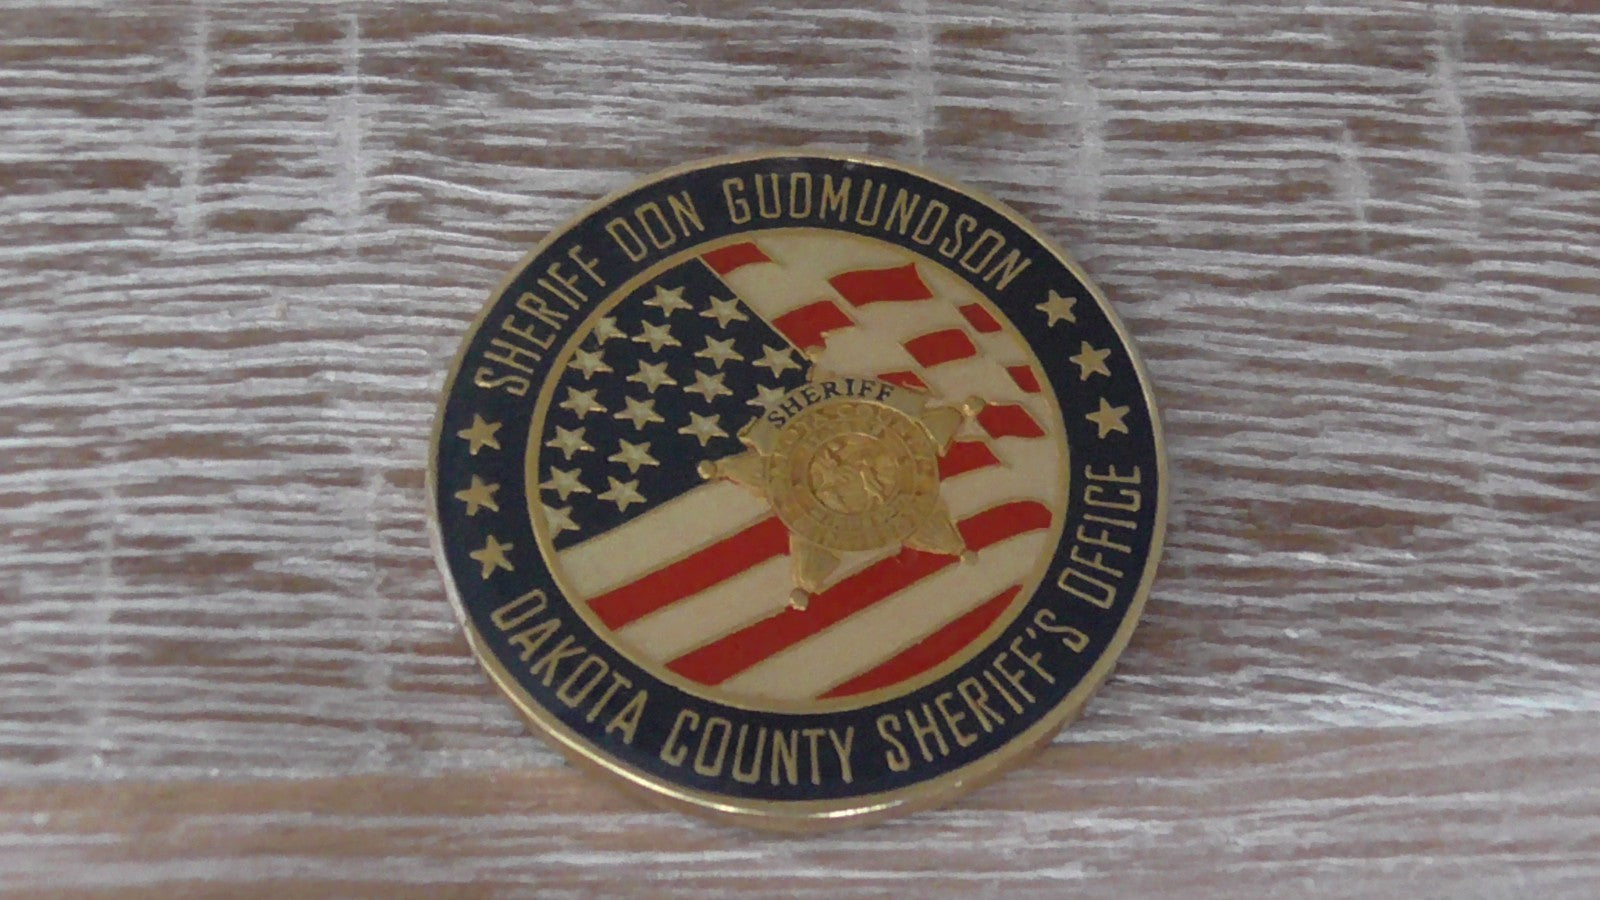 SHERIFF DON GUDMUNDSON
SHERIFF
DAKOTA COUNTY SHERIFF'S OFFICE